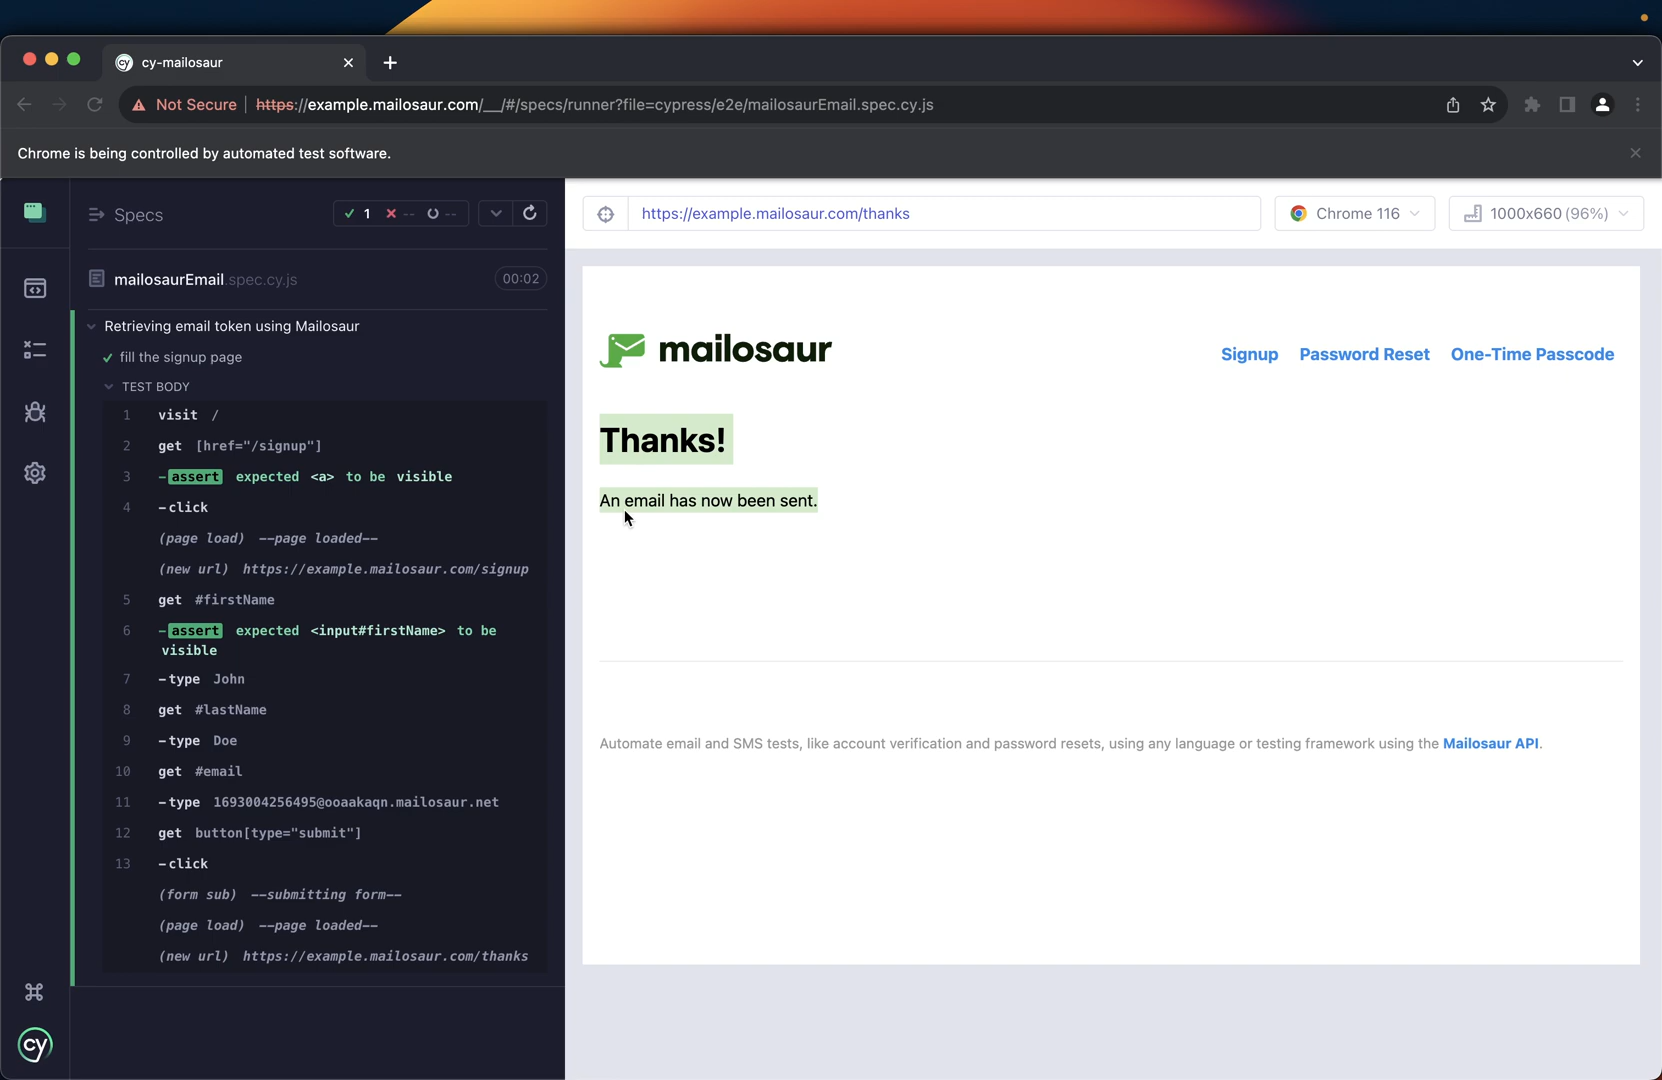 cy-mailosaur
Not Secure https://example.mailosaur.com/__/#/specs/runner?file=cypress/e2e/mailosaurEmail.spec.cy.js
Chrome is being controlled by automated test software.
Specs
1 -- --
https://example.mailosaur.com/thanks
Chrome 116
1000x660 (96%)
mailosaurEmail.spec.cy.js 00:02
Retrieving email token using Mailosaur
fill the signup page
TEST BODY
1 visit /
2 get [href="/signup"]
3 -assert expected <a> to be visible
4 -click
(page load) --page loaded--
(new url) https://example.mailosaur.com/signup
5 get #firstName
6 -assert expected <input#firstName> to be
visible
7 -type John
8 get #lastName
9 -type Doe
10 get #email
11 -type 1693004256495@ooaakaqn.mailosaur.net
12 get button[type="submit"]
13 -click
(form sub) --submitting form--
(page load) --page loaded--
(new url) https://example.mailosaur.com/thanks
cy
mailosaur
Signup Password Reset One-Time Passcode
Thanks!
An email has now been sent.
Automate email and SMS tests, like account verification and password resets, using any language or testing framework using the Mailosaur API.